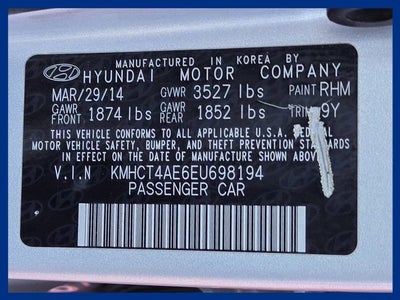 MANUFACTURED IN KOREA BY
HYUNDAI MOTOR COMPANY
MAR/29/14 GVWR 3527 lbs PAINT RHM
GAWR FRONT 1874 lbs GAWR REAR. 1852 lbs TRIM 9Y
THIS VEHICLE CONFORMS TO ALL APPLICABLE U.S.A. FEDERAL
MOTOR VEHICLE SAFETY, BUMPER, AND THEFT PREVENTION STANDARDS
IN EFFECT ON THE DATE OF MANUFACTURE SHOWN ABOVE.
V.I.N KMHCT4AE6EU698194
PASSENGER CAR